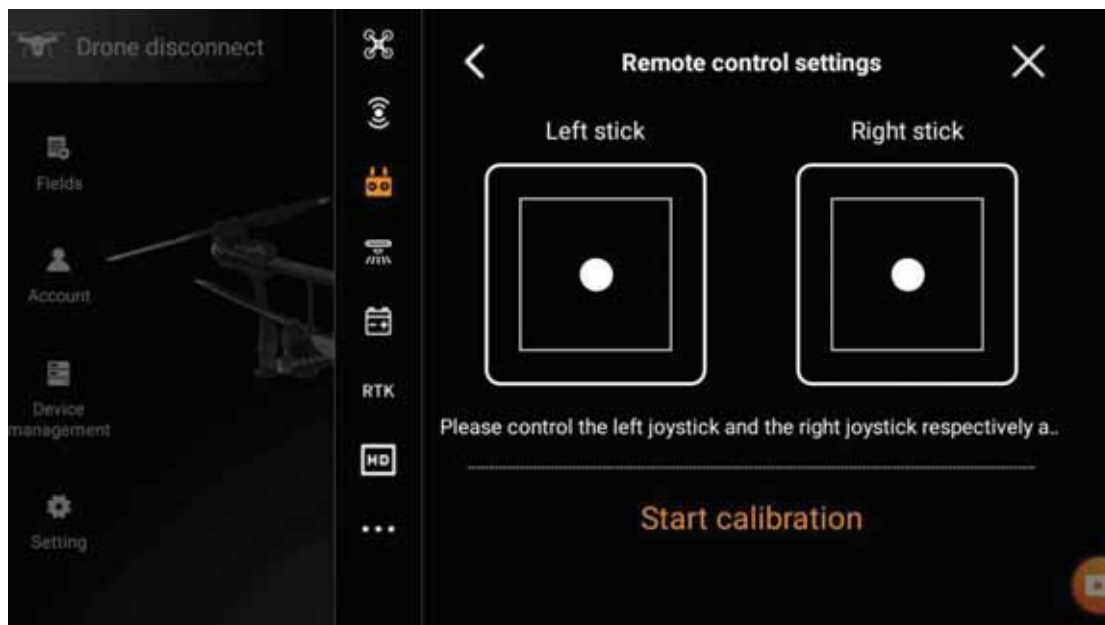 Drone disconnect
Fields
Account
Device
management
Setting
RTK
HD
Remote control settings
Left stick
Right stick
Please control the left joystick and the right joystick respectively a..
Start calibration